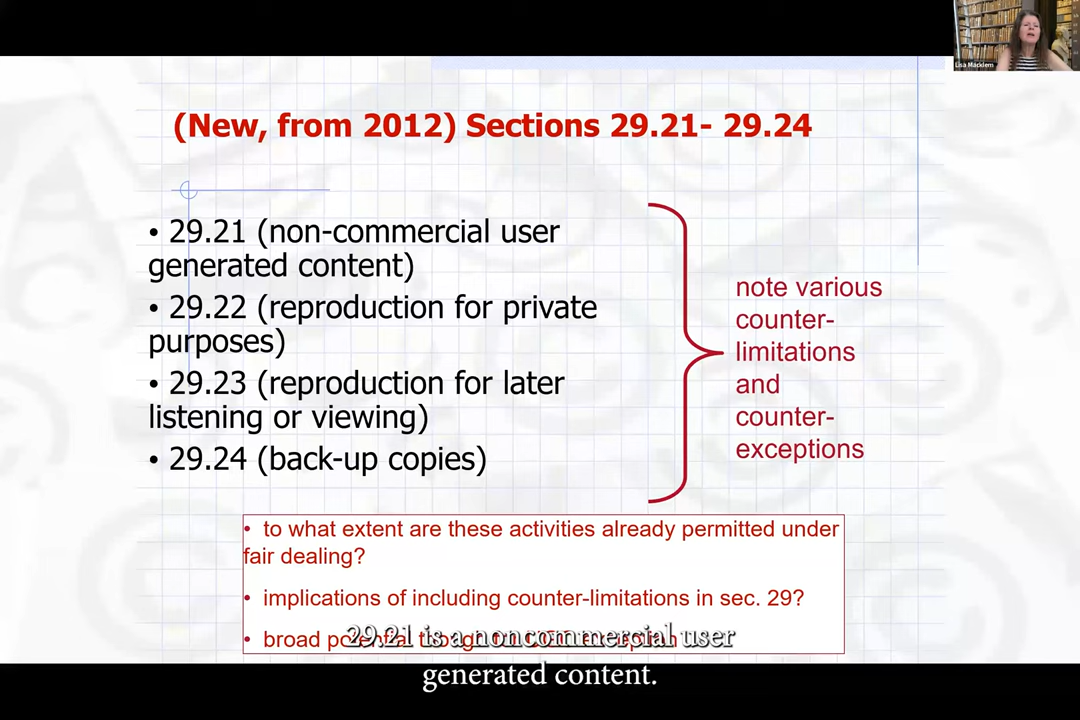 Lisa Macklem
(New, from 2012) Sections 29.21- 29.24
• 29.21 (non-commercial user
generated content)
• 29.22 (reproduction for private
purposes)
• 29.23 (reproduction for later
listening or viewing)
• 29.24 (back-up copies)
note various
counter-
limitations
and
counter-
exceptions
• to what extent are these activities already permitted under
fair dealing?
• implications of including counter-limitations in sec. 29?
• broad
29.21 is a noncommercial user
generated content.